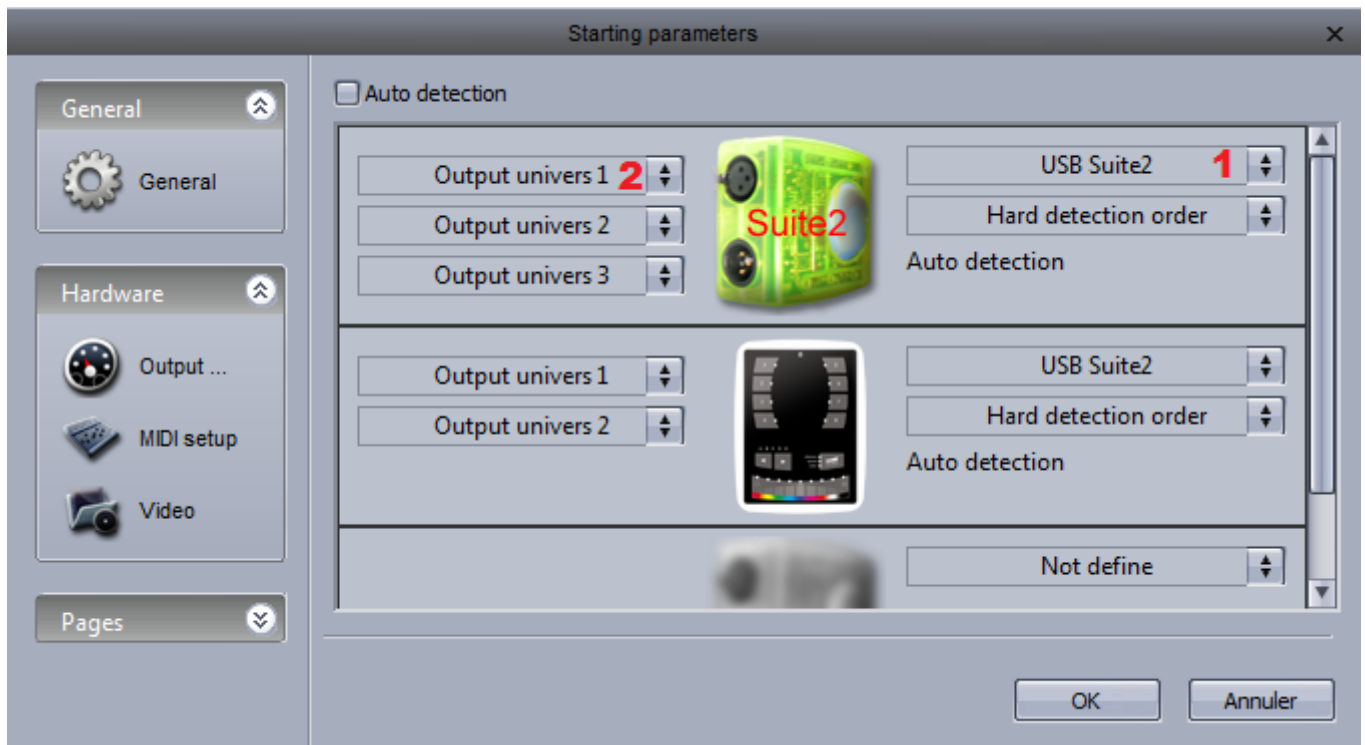 Starting parameters
General
General
Hardware
Output ...
MIDI setup
Video
Pages
Auto detection
Output univers 1 2
Output univers 2
Output univers 3
Suite2
USB Suite2 1
Hard detection order
Auto detection
Output univers 1
Output univers 2
USB Suite2
Hard detection order
Auto detection
Not define
OK
Annuler